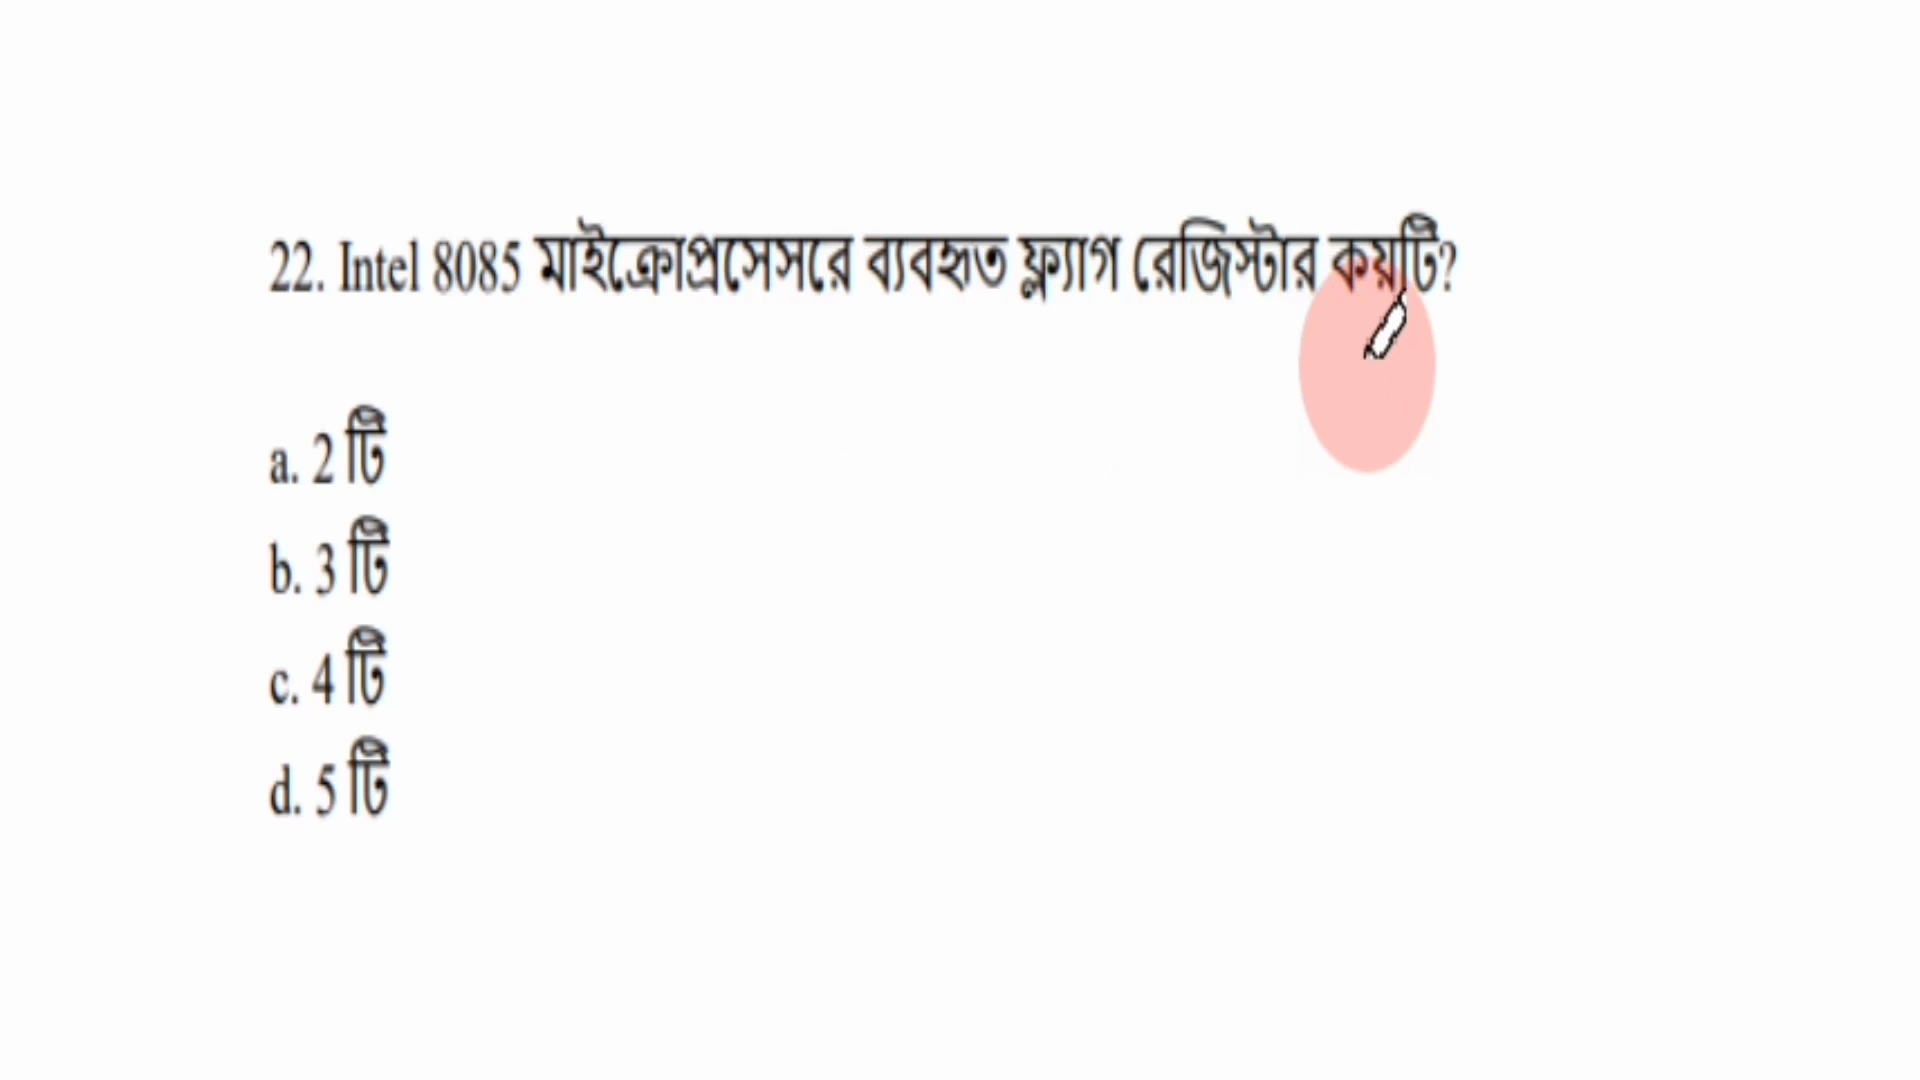 22. Intel 8085 মাইক্রোপ্রসেসরে ব্যবহৃত ফ্ল্যাগ রেজিস্টার কয়টি?
a. 2 টি
b. 3 টি
c. 4 টি
d. 5 টি